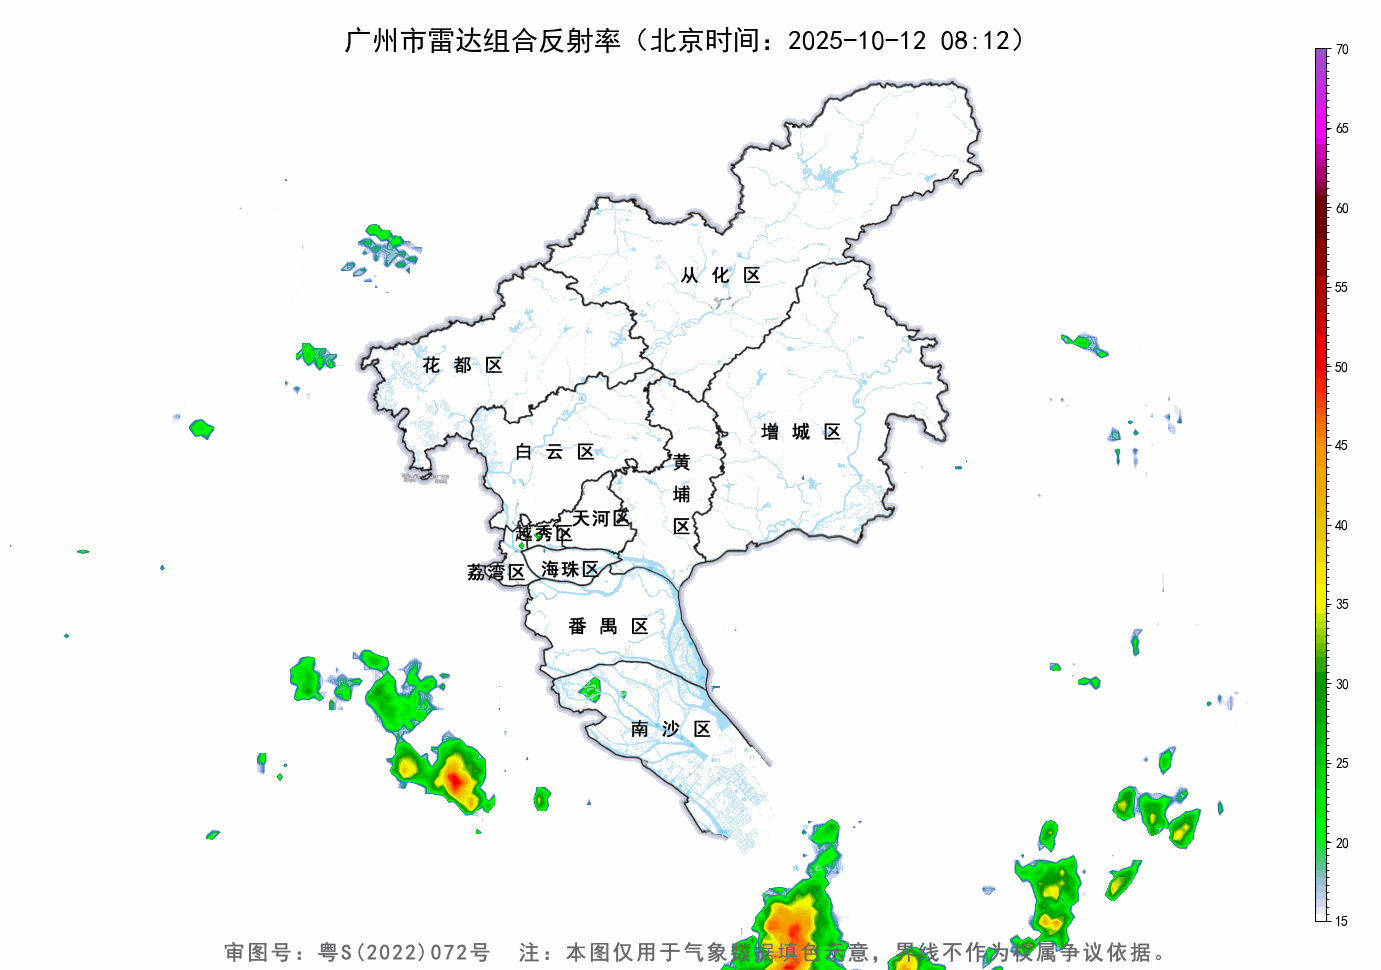 广州市雷达组合反射率（北京时间：2025-10-12 08:12）
70
65
60
55
50
45
40
35
30
25
20
15
从化区
花都区
增城区
白云区
黄埔区
天河区
越秀区
海珠区
荔湾区
番禺区
南沙区
审图号：粤S(2022)072号 注：本图仅用于气象数据填色示意，界线不作为权属争议依据。